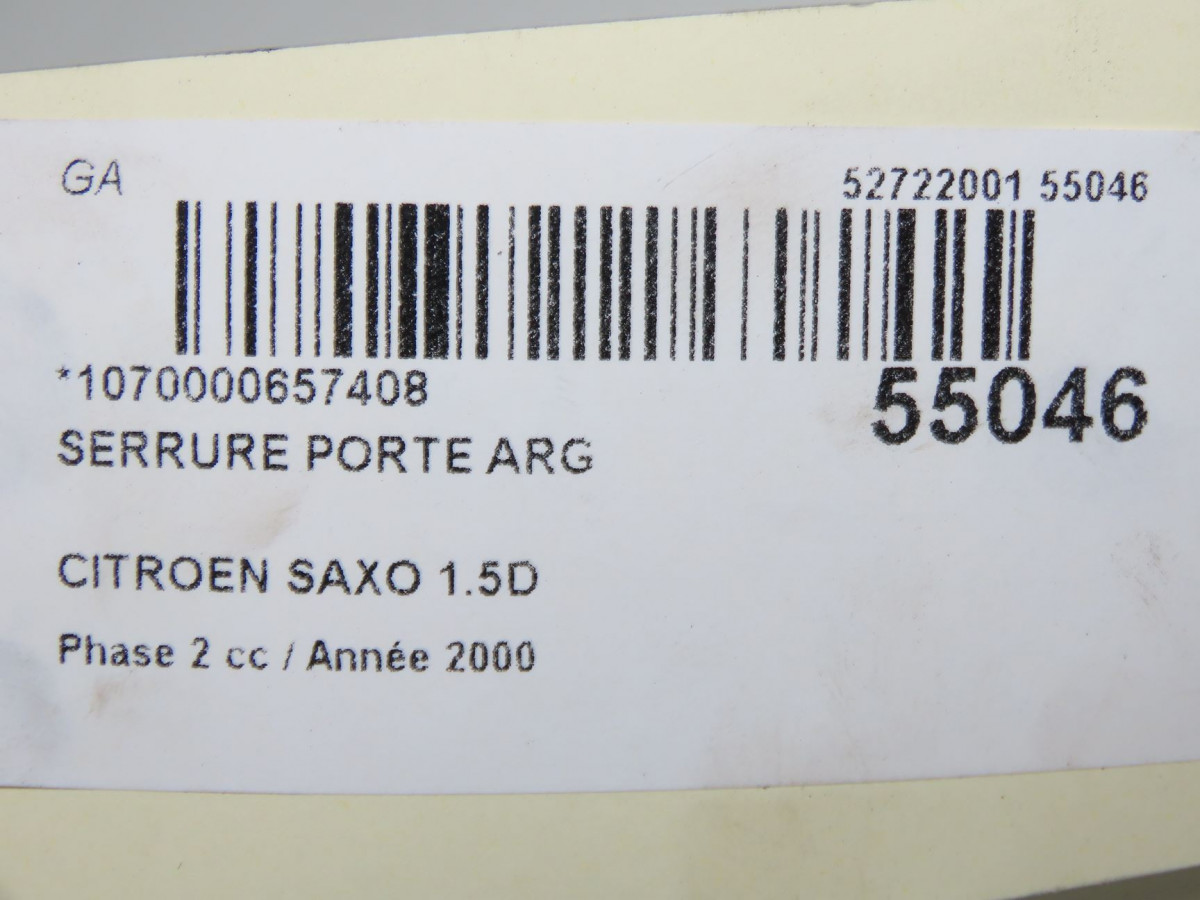 GA
52722001 55046
*1070000657408
55046
SERRURE PORTE ARG
CITROEN SAXO 1.5D
Phase 2 cc / Année 2000